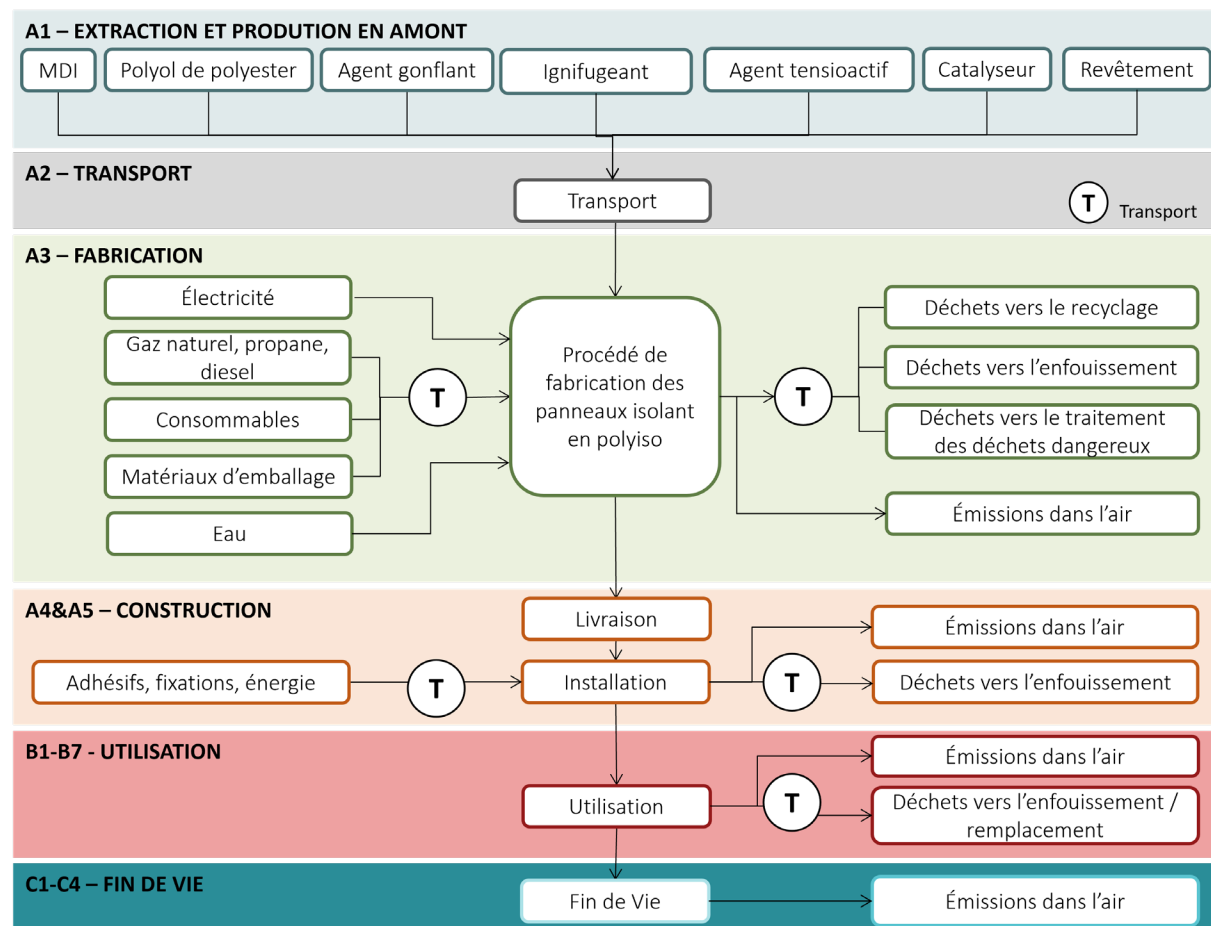 A1 – EXTRACTION ET PRODUTION EN AMONT
MDI
Polyol de polyester
Agent gonflant
Ignifugeant
Agent tensioactif
Catalyseur
Revêtement
A2 – TRANSPORT
Transport
T
Transport
A3 – FABRICATION
Électricité
Gaz naturel, propane,
diesel
Consommables
Matériaux d’emballage
Eau
T
Procédé de
fabrication des
panneaux isolant
en polyiso
T
Déchets vers le recyclage
Déchets vers l’enfouissement
Déchets vers le traitement
des déchets dangereux
Émissions dans l’air
A4&A5 – CONSTRUCTION
Livraison
Émissions dans l’air
Adhésifs, fixations, énergie
T
Installation
T
Déchets vers l’enfouissement
B1-B7 - UTILISATION
Émissions dans l’air
Utilisation
T
Déchets vers l’enfouissement /
remplacement
C1-C4 – FIN DE VIE
Fin de Vie
Émissions dans l’air